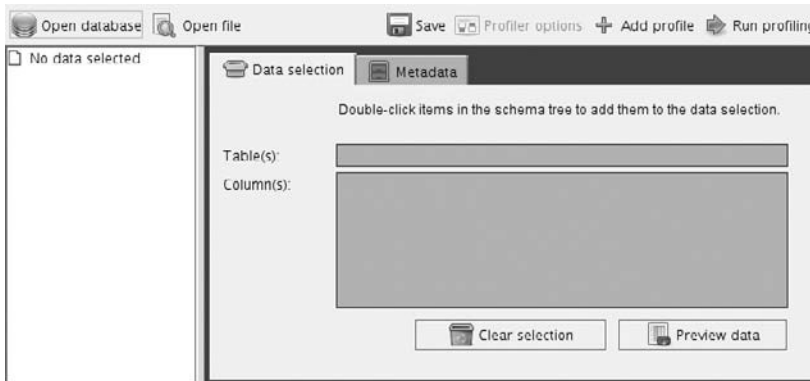 Open database Open file Save Profiler options Add profile Run profiling
No data selected
Data selection Metadata
Double-click items in the schema tree to add them to the data selection.
Table(s):
Column(s):
Clear selection Preview data